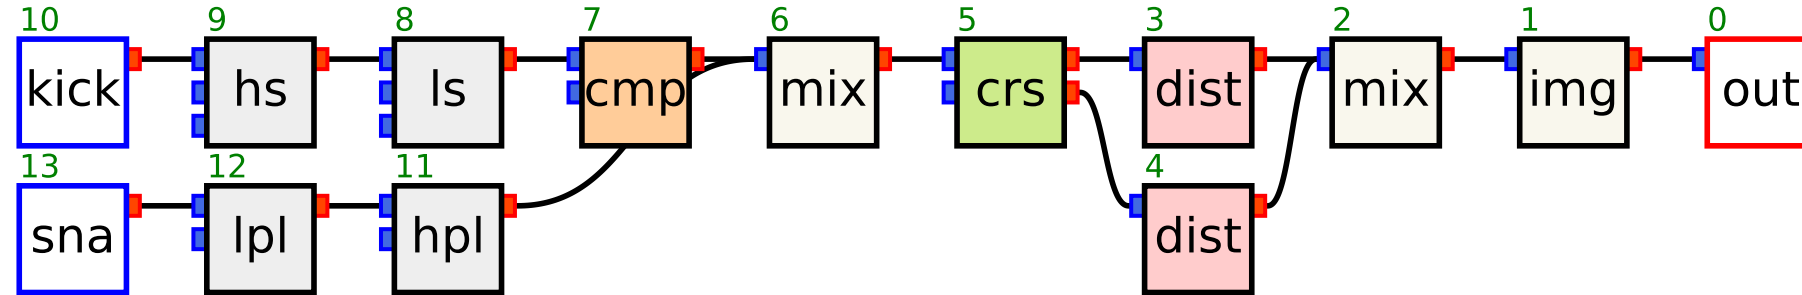 10 9 8 7 6 5 3 2 1 0
kick hs ls cmp mix crs dist mix img out
13 12 11 4
sna lpl hpl dist